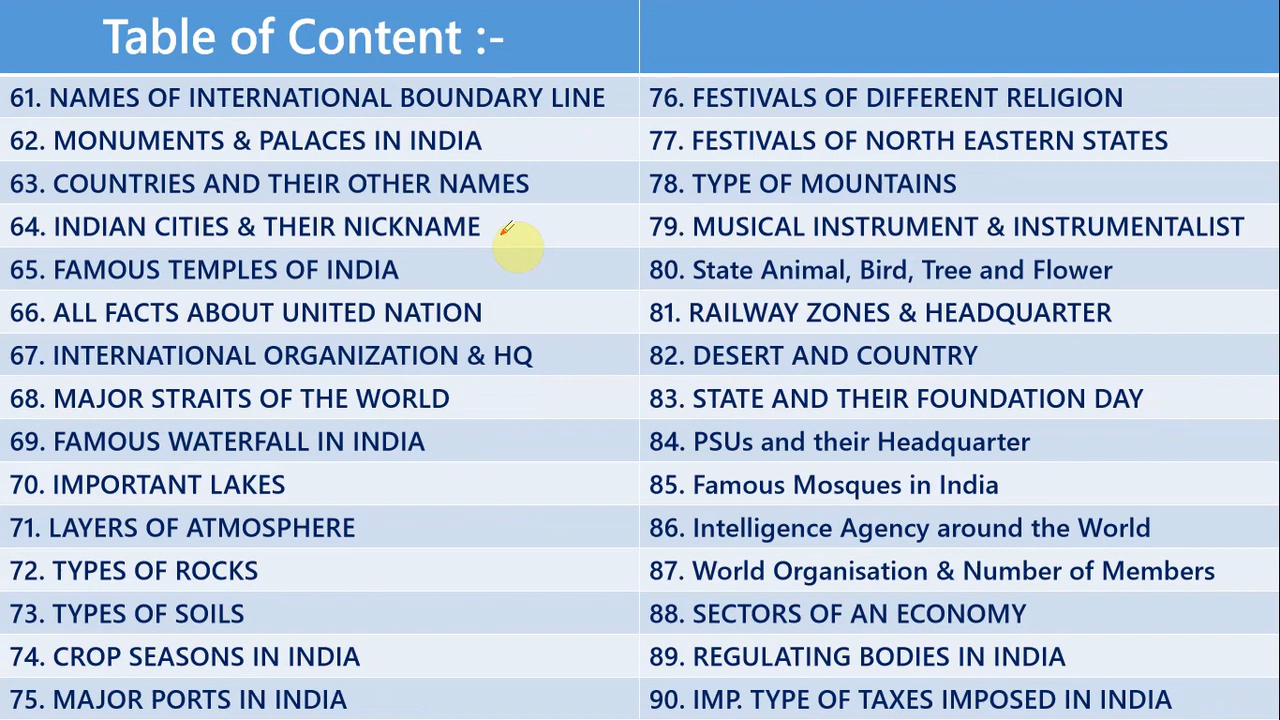 Table of Content :-
61. NAMES OF INTERNATIONAL BOUNDARY LINE
62. MONUMENTS & PALACES IN INDIA
63. COUNTRIES AND THEIR OTHER NAMES
64. INDIAN CITIES & THEIR NICKNAME
65. FAMOUS TEMPLES OF INDIA
66. ALL FACTS ABOUT UNITED NATION
67. INTERNATIONAL ORGANIZATION & HQ
68. MAJOR STRAITS OF THE WORLD
69. FAMOUS WATERFALL IN INDIA
70. IMPORTANT LAKES
71. LAYERS OF ATMOSPHERE
72. TYPES OF ROCKS
73. TYPES OF SOILS
74. CROP SEASONS IN INDIA
75. MAJOR PORTS IN INDIA
76. FESTIVALS OF DIFFERENT RELIGION
77. FESTIVALS OF NORTH EASTERN STATES
78. TYPE OF MOUNTAINS
79. MUSICAL INSTRUMENT & INSTRUMENTALIST
80. State Animal, Bird, Tree and Flower
81. RAILWAY ZONES & HEADQUARTER
82. DESERT AND COUNTRY
83. STATE AND THEIR FOUNDATION DAY
84. PSUs and their Headquarter
85. Famous Mosques in India
86. Intelligence Agency around the World
87. World Organisation & Number of Members
88. SECTORS OF AN ECONOMY
89. REGULATING BODIES IN INDIA
90. IMP. TYPE OF TAXES IMPOSED IN INDIA